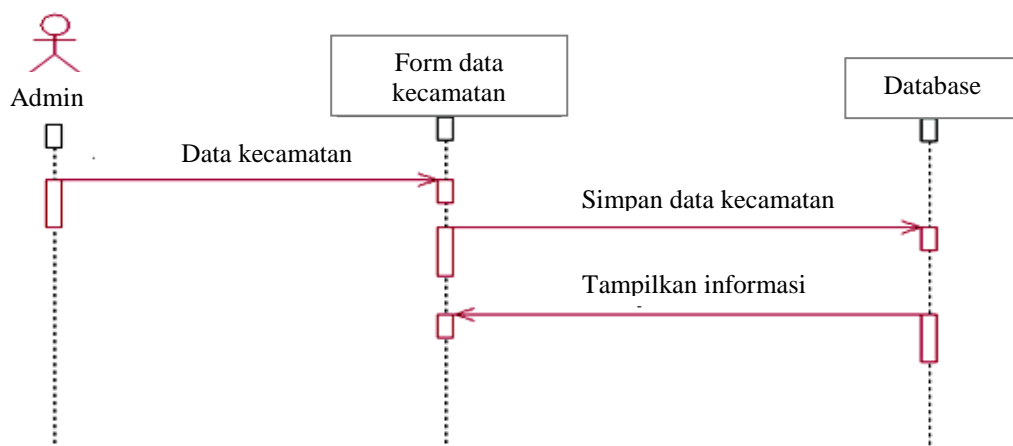 Admin
Form data
kecamatan
Database
Data kecamatan
Simpan data kecamatan
Tampilkan informasi